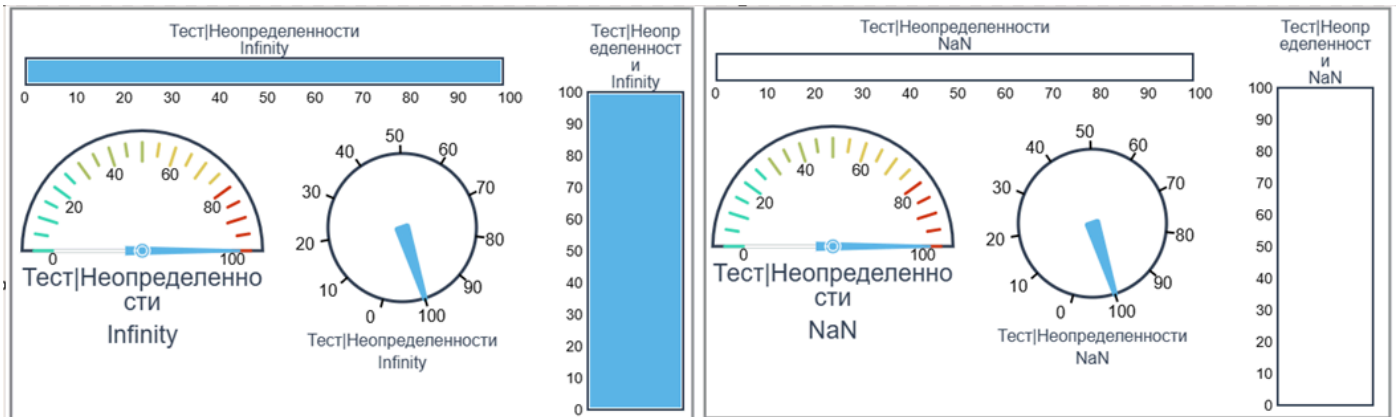 Тест|Неопределенности
Infinity
0 10 20 30 40 50 60 70 80 90 100
0 20 40 60 80 100
Тест|Неопределенно
сти
Infinity
0 10 20 30 40 50 60 70 80 90 100
Тест|Неопределенности
Infinity
Тест|Неопр
еделенност
и
Infinity
100
90
80
70
60
50
40
30
20
10
0
Тест|Неопределенности
NaN
0 10 20 30 40 50 60 70 80 90 100
0 20 40 60 80 100
Тест|Неопределенно
сти
NaN
0 10 20 30 40 50 60 70 80 90 100
Тест|Неопределенности
NaN
Тест|Неопр
еделенност
и
NaN
100
90
80
70
60
50
40
30
20
10
0